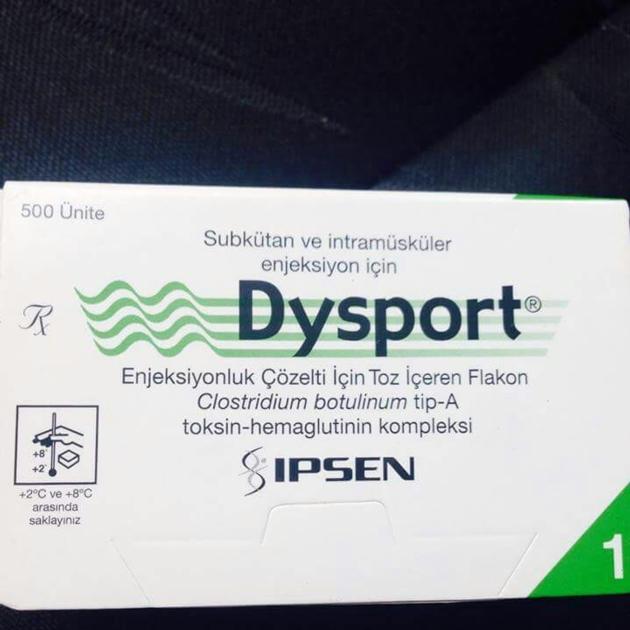 500 Ünite
Subkütan ve intramüsküler
enjeksiyon için
Rx
Dysport®
Enjeksiyonluk Çözelti İçin Toz İçeren Flakon
Clostridium botulinum tip-A
toksin-hemaglutinin kompleksi
IPSEN
+8°
+2°
+2°C ve +8°C
arasında
saklayınız
1